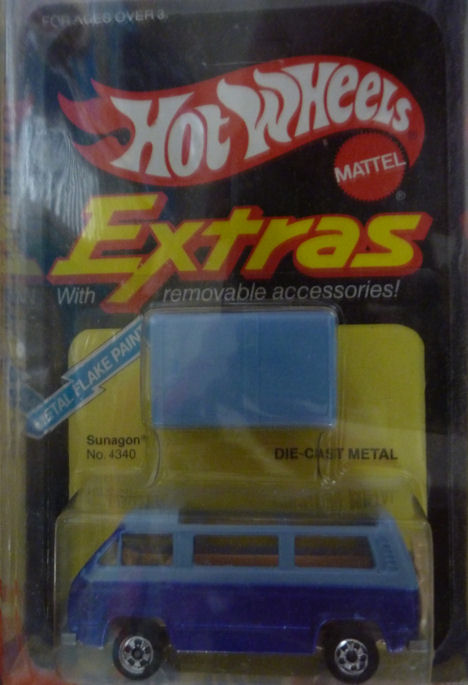 FOR AGES OVER 3.
HOT WHEELS
MATTEL
®
Extras
With removable accessories!
METAL FLAKE PAINT
Sunagon®
No. 4340
DIE-CAST METAL